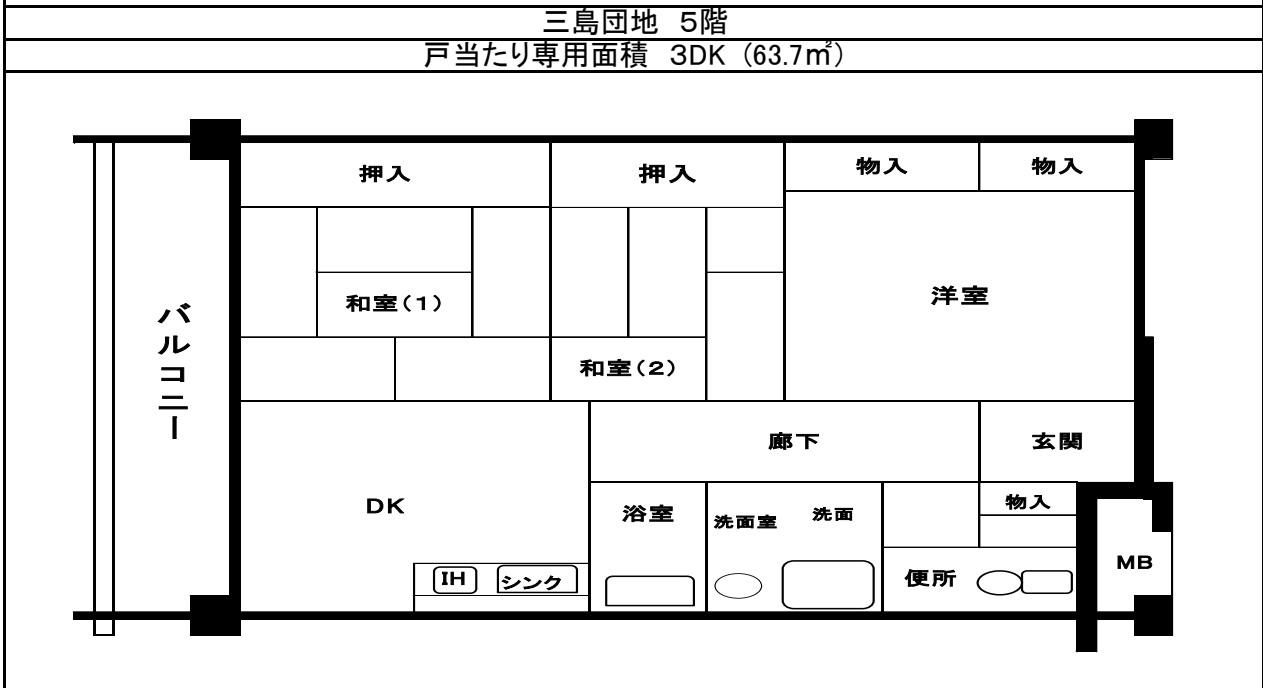 三島団地 5階
戸当たり専用面積 3DK (63.7㎡)
押入
押入
物入
物入
バルコニー
和室(1)
和室(2)
洋室
廊下
玄関
DK
IH
シンク
浴室
洗面室
洗面
物入
便所
MB